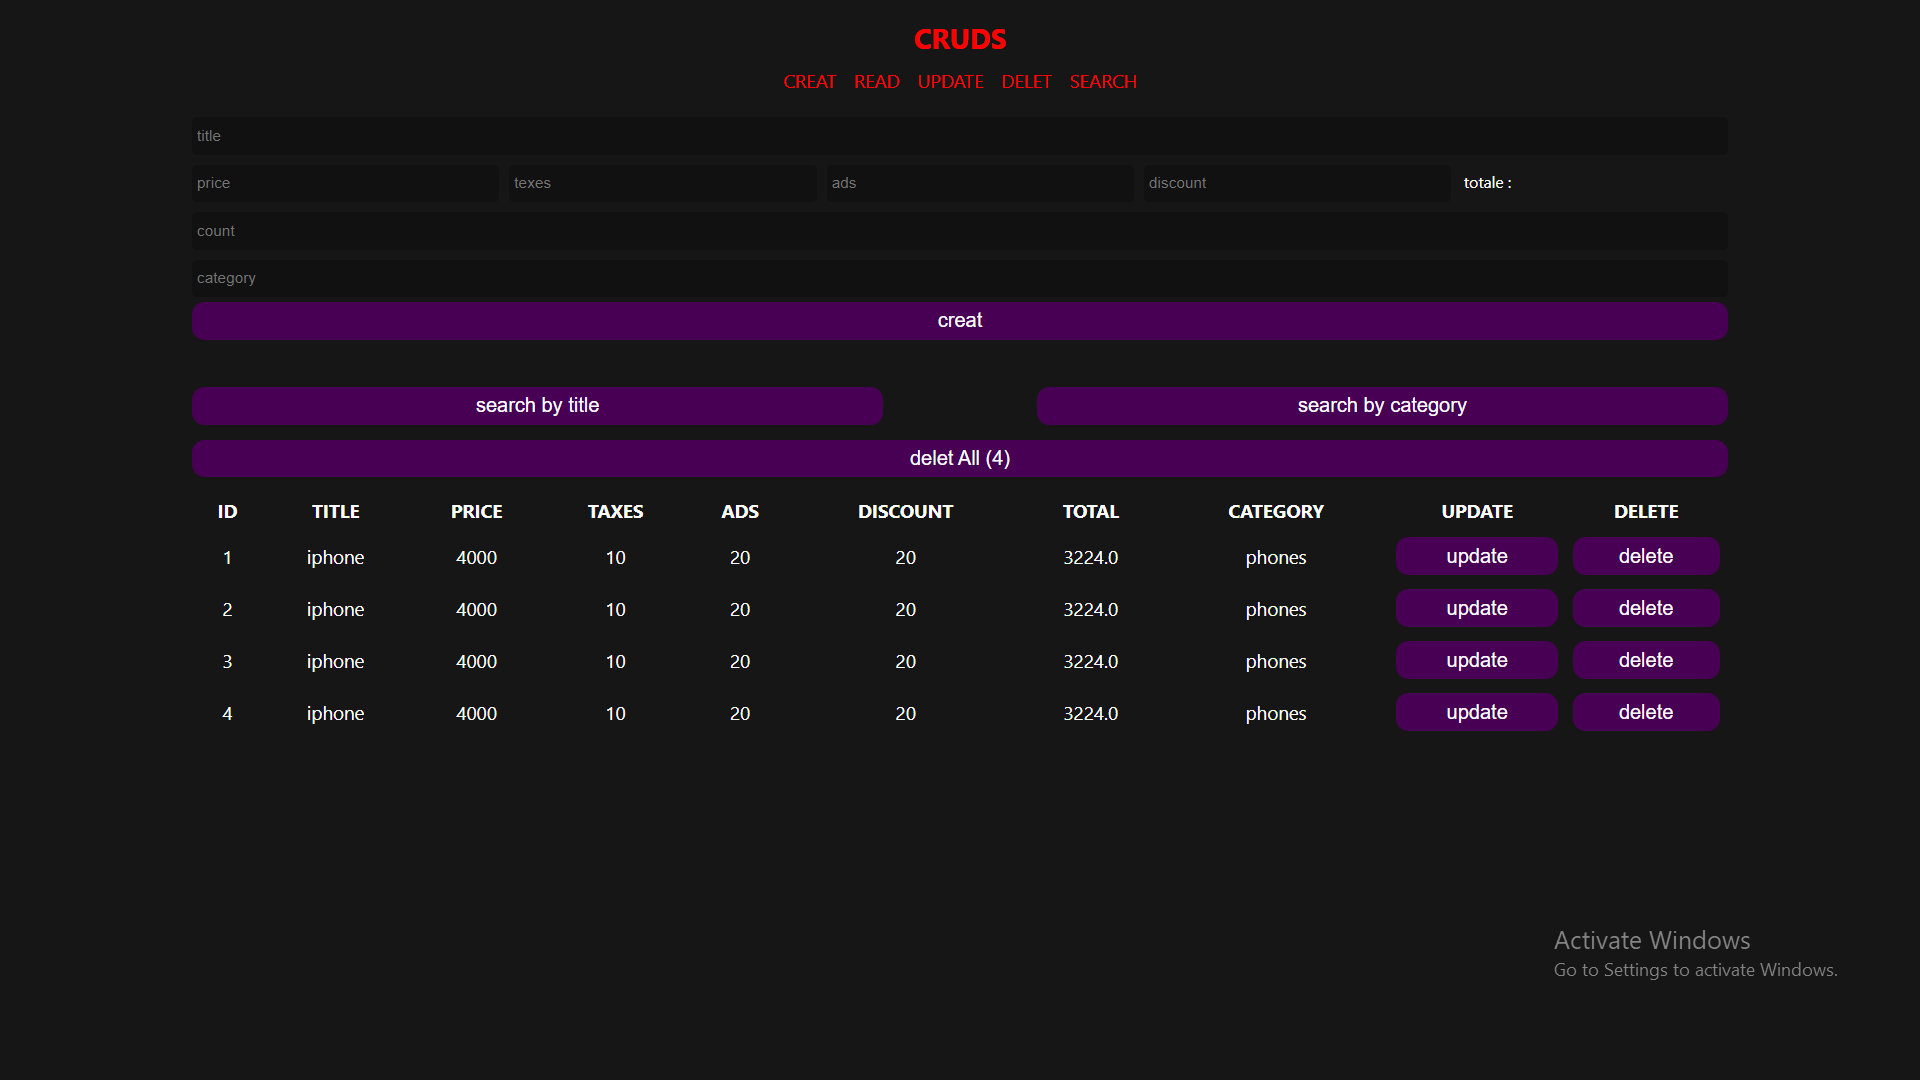 CRUDS
CREAT READ UPDATE DELET SEARCH
title
price texes ads discount totale :
count
category
creat
search by title search by category
delet All (4)
ID TITLE PRICE TAXES ADS DISCOUNT TOTAL CATEGORY UPDATE DELETE
1 iphone 4000 10 20 20 3224.0 phones update delete
2 iphone 4000 10 20 20 3224.0 phones update delete
3 iphone 4000 10 20 20 3224.0 phones update delete
4 iphone 4000 10 20 20 3224.0 phones update delete
Activate Windows
Go to Settings to activate Windows.